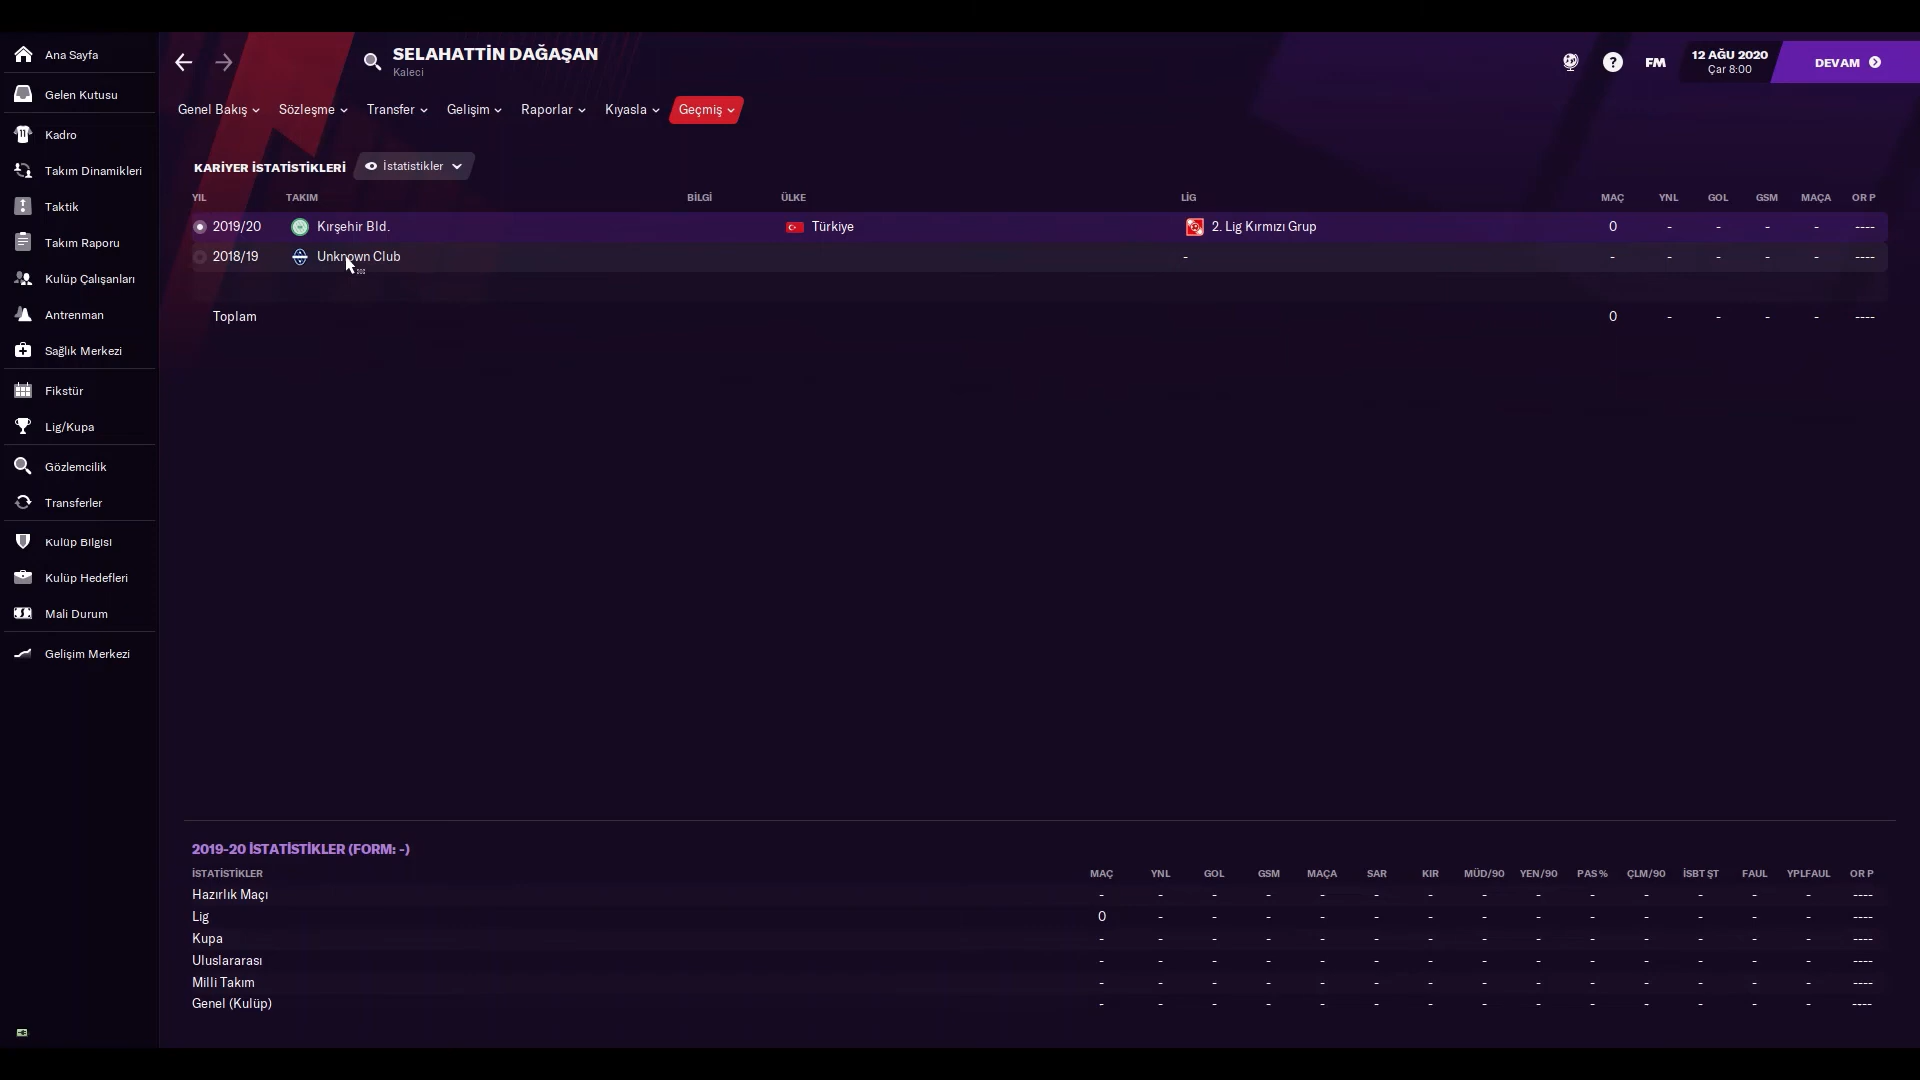 Ana Sayfa
Gelen Kutusu
Kadro
Takım Dinamikleri
Taktik
Takım Raporu
Kulüp Çalışanları
Antrenman
Sağlık Merkezi
Fikstür
Lig/Kupa
Gözlemcilik
Transferler
Kulüp Bilgisi
Kulüp Hedefleri
Mali Durum
Gelişim Merkezi
SELAHATTİN DAĞAŞAN
Kaleci
FM
12 AĞU 2020
Çar 8:00
DEVAM
Genel Bakış Sözleşme Transfer Gelişim Raporlar Kıyasla Geçmiş
KARİYER İSTATİSTİKLERİ İstatistikler
YIL TAKIM BİLGİ ÜLKE LİG MAÇ YNL GOL GSM MAÇA OR P
2019/20 Kırşehir Bld. Türkiye 2. Lig Kırmızı Grup 0 - - - - ----
2018/19 Unknown Club - - - - - - ----
Toplam 0 - - - - ----
2019-20 İSTATİSTİKLER (FORM: -)
İSTATİSTİKLER MAÇ YNL GOL GSM MAÇA SAR KIR MÜD/90 YEN/90 PAS % ÇLM/90 İSBT ŞT FAUL YPLFAUL OR P
Hazırlık Maçı - - - - - - - - - - - - - - ----
Lig 0 - - - - - - - - - - - - - ----
Kupa - - - - - - - - - - - - - - ----
Uluslararası - - - - - - - - - - - - - - ----
Milli Takım - - - - - - - - - - - - - - ----
Genel (Kulüp) - - - - - - - - - - - - - - ----